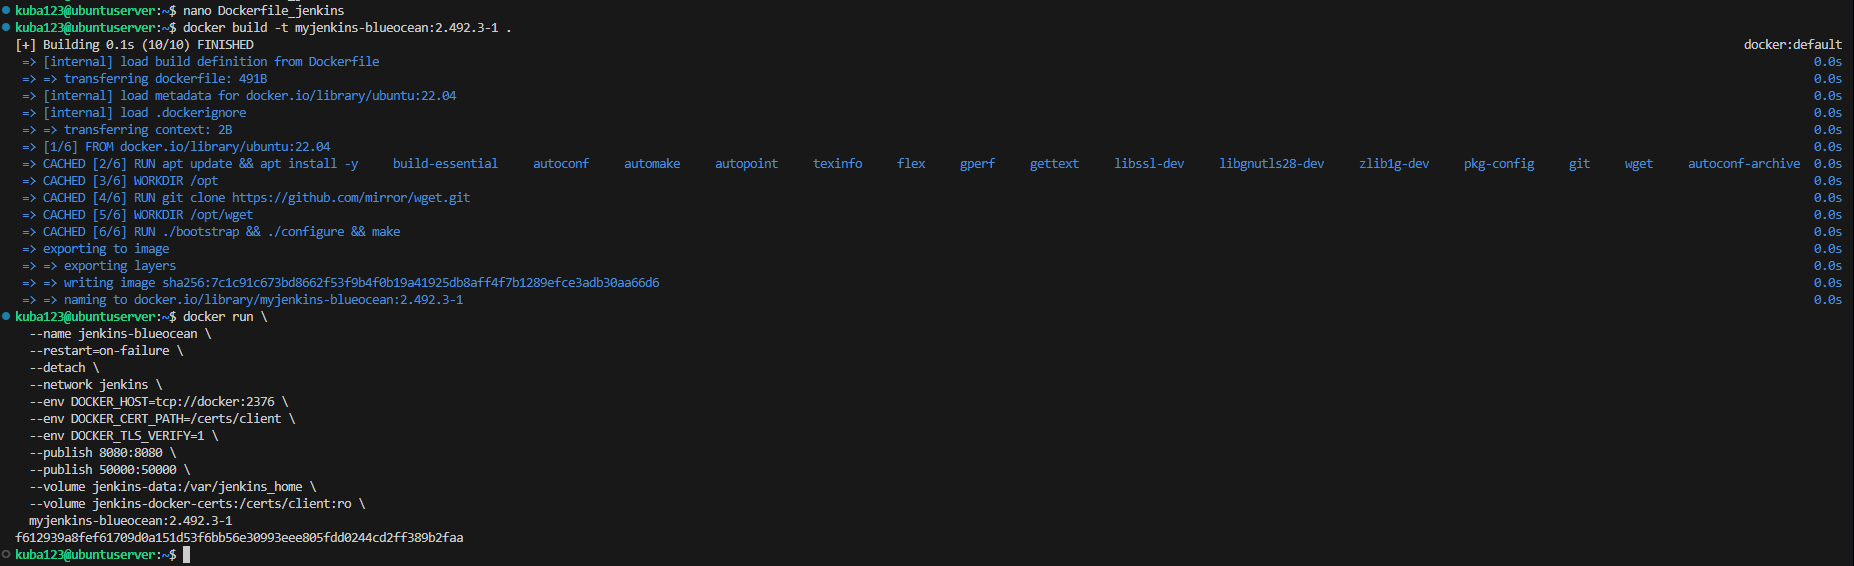 kuba123@ubuntuserver:~$ nano Dockerfile_jenkins
kuba123@ubuntuserver:~$ docker build -t myjenkins-blueocean:2.492.3-1 .
[+] Building 0.1s (10/10) FINISHED docker:default
=> [internal] load build definition from Dockerfile 0.0s
=> => transferring dockerfile: 491B 0.0s
=> [internal] load metadata for docker.io/library/ubuntu:22.04 0.0s
=> [internal] load .dockerignore 0.0s
=> => transferring context: 2B 0.0s
=> [1/6] FROM docker.io/library/ubuntu:22.04 0.0s
=> CACHED [2/6] RUN apt update && apt install -y build-essential autoconf automake autopoint texinfo flex gperf gettext libssl-dev libgnutls28-dev zlib1g-dev pkg-config git wget autoconf-archive 0.0s
=> CACHED [3/6] WORKDIR /opt 0.0s
=> CACHED [4/6] RUN git clone https://github.com/mirror/wget.git 0.0s
=> CACHED [5/6] WORKDIR /opt/wget 0.0s
=> CACHED [6/6] RUN ./bootstrap && ./configure && make 0.0s
=> exporting to image 0.0s
=> => exporting layers 0.0s
=> => writing image sha256:7c1c91c673bd8662f53f9b4f0b19a41925db8aff4f7b1289efce3adb30aa66d6 0.0s
=> => naming to docker.io/library/myjenkins-blueocean:2.492.3-1 0.0s
kuba123@ubuntuserver:~$ docker run \
--name jenkins-blueocean \
--restart=on-failure \
--detach \
--network jenkins \
--env DOCKER_HOST=tcp://docker:2376 \
--env DOCKER_CERT_PATH=/certs/client \
--env DOCKER_TLS_VERIFY=1 \
--publish 8080:8080 \
--publish 50000:50000 \
--volume jenkins-data:/var/jenkins_home \
--volume jenkins-docker-certs:/certs/client:ro \
myjenkins-blueocean:2.492.3-1
f612939a8fef61709d0a151d53f6bb56e30993eee805fdd0244cd2ff389b2faa
kuba123@ubuntuserver:~$